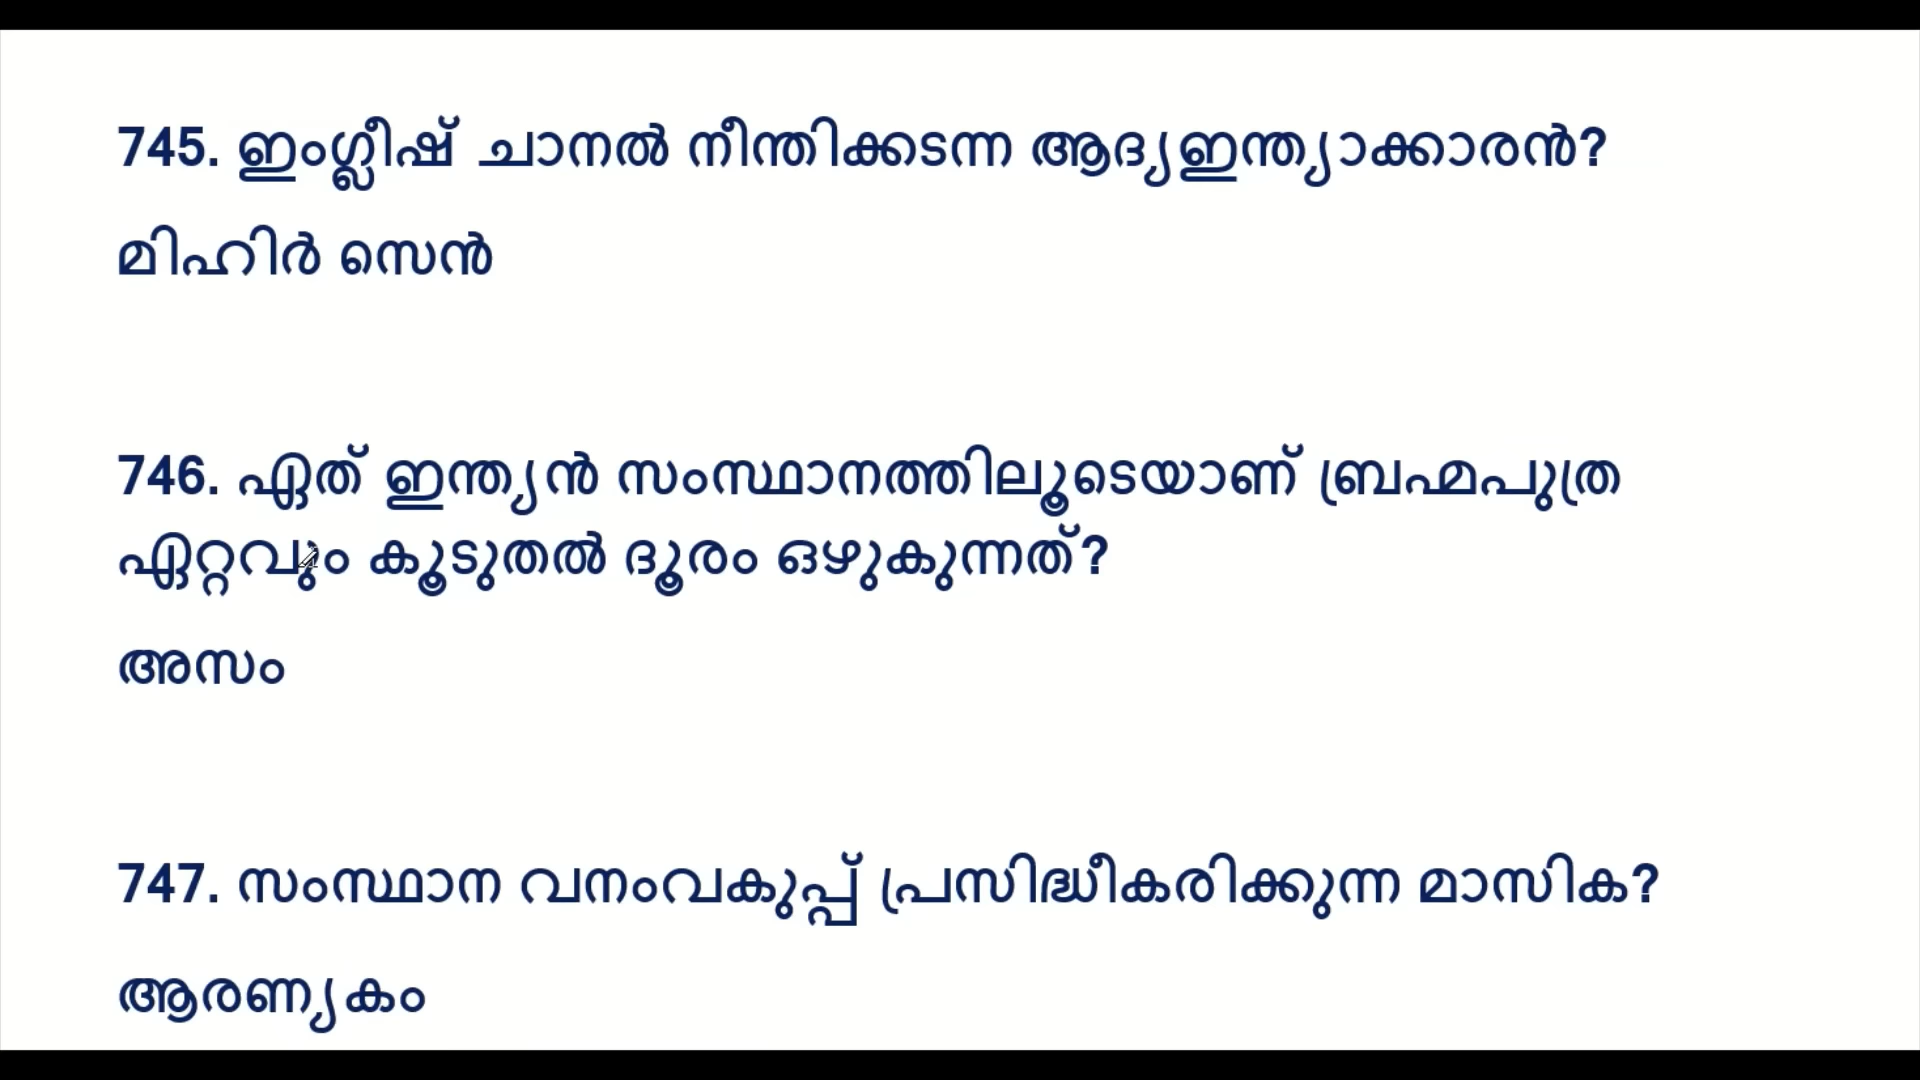 745. ഇംഗ്ലീഷ് ചാനൽ നീന്തിക്കടന്ന ആദ്യഇന്ത്യാക്കാരൻ?
മിഹിർ സെൻ
746. ഏത് ഇന്ത്യൻ സംസ്ഥാനത്തിലൂടെയാണ് ബ്രഹ്മപുത്ര
ഏറ്റവും കൂടുതൽ ദൂരം ഒഴുകുന്നത്?
അസം
747. സംസ്ഥാന വനംവകുപ്പ് പ്രസിദ്ധീകരിക്കുന്ന മാസിക?
ആരണ്യകം